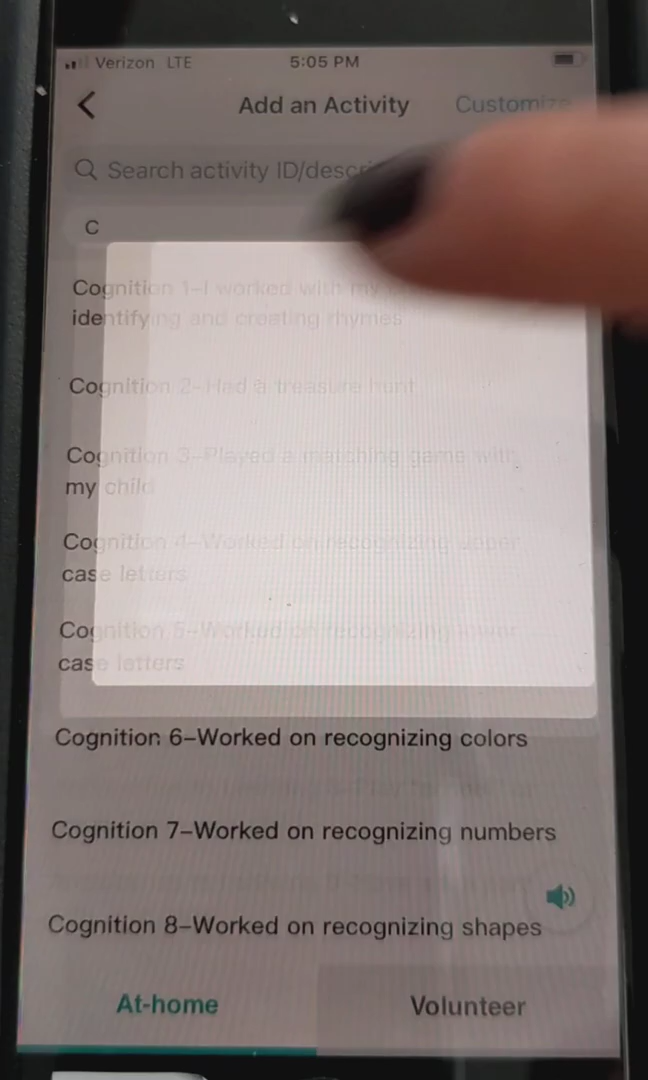 Verizon LTE 5:05 PM
Add an Activity Customize
Search activity ID/descri
C
Cognition 1–I worked with my
identifying and creating rhymes
Cognition 2–Had a treasure hunt
Cognition 3–Played a matching game with
my child
Cognition 4–Worked on recognizing upper
case letters
Cognition 5–Worked on recognizing lower
case letters
Cognition 6–Worked on recognizing colors
Cognition 7–Worked on recognizing numbers
Cognition 8–Worked on recognizing shapes
At-home Volunteer